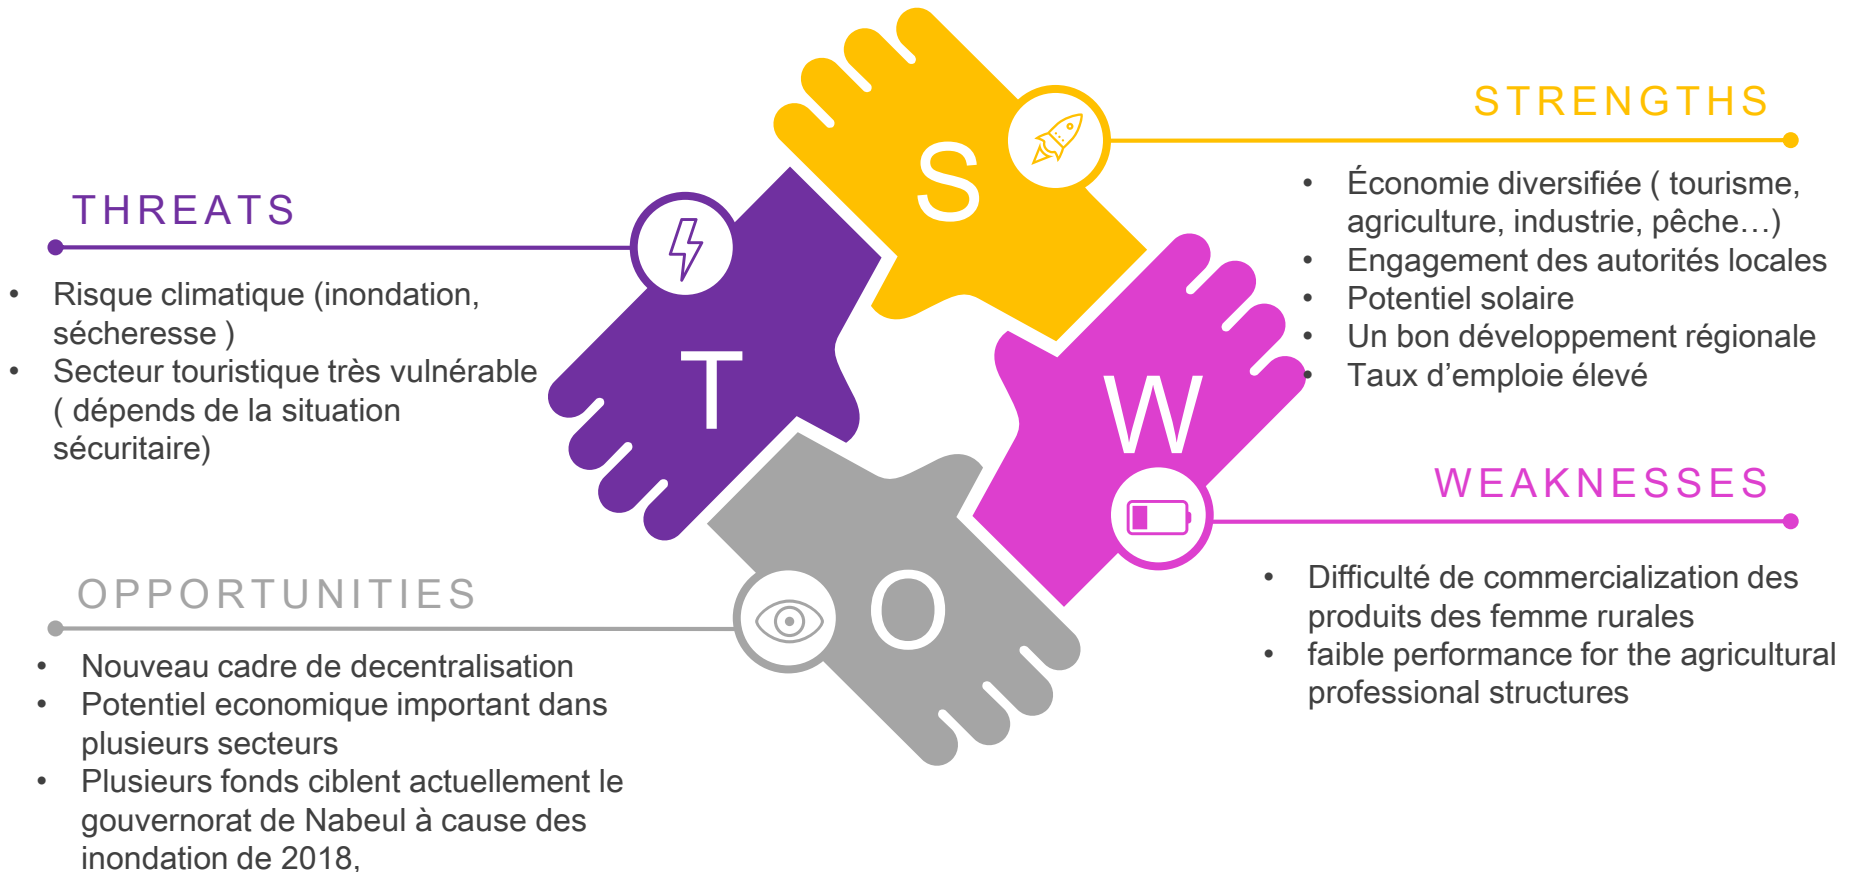 S
STRENGTHS
• Économie diversifiée ( tourisme,
agriculture, industrie, pêche…)
• Engagement des autorités locales
• Potentiel solaire
• Un bon développement régionale
• Taux d’emploie élevé
W
WEAKNESSES
• Difficulté de commercialization des
produits des femme rurales
• faible performance for the agricultural
professional structures
O
OPPORTUNITIES
• Nouveau cadre de decentralisation
• Potentiel economique important dans
plusieurs secteurs
• Plusieurs fonds ciblent actuellement le
gouvernorat de Nabeul à cause des
inondation de 2018,
T
THREATS
• Risque climatique (inondation,
sécheresse )
• Secteur touristique très vulnérable
( dépends de la situation
sécuritaire)